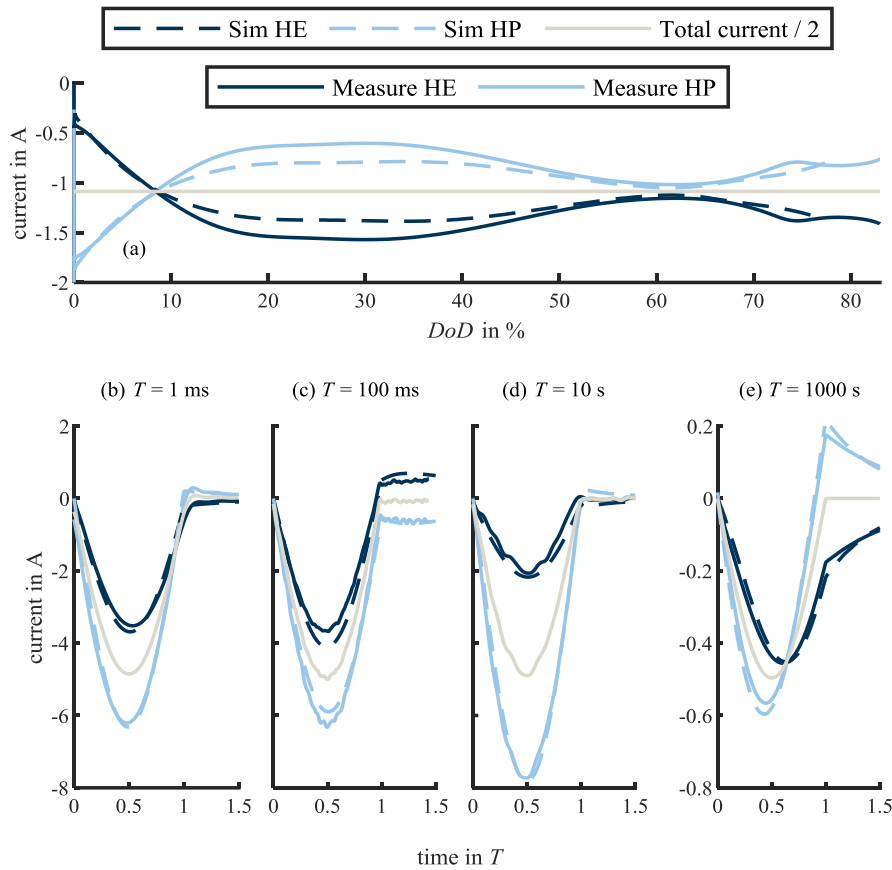 Sim HE Sim HP Total current / 2
Measure HE Measure HP
0
-0.5
-1
-1.5
-2
current in A
(a)
0 10 20 30 40 50 60 70 80
DoD in %
(b) T = 1 ms (c) T = 100 ms (d) T = 10 s (e) T = 1000 s
2
0
-2
-4
-6
-8
current in A
0.2
0
-0.2
-0.4
-0.6
-0.8
0 0.5 1 1.5 0 0.5 1 1.5 0 0.5 1 1.5 0 0.5 1 1.5
time in T